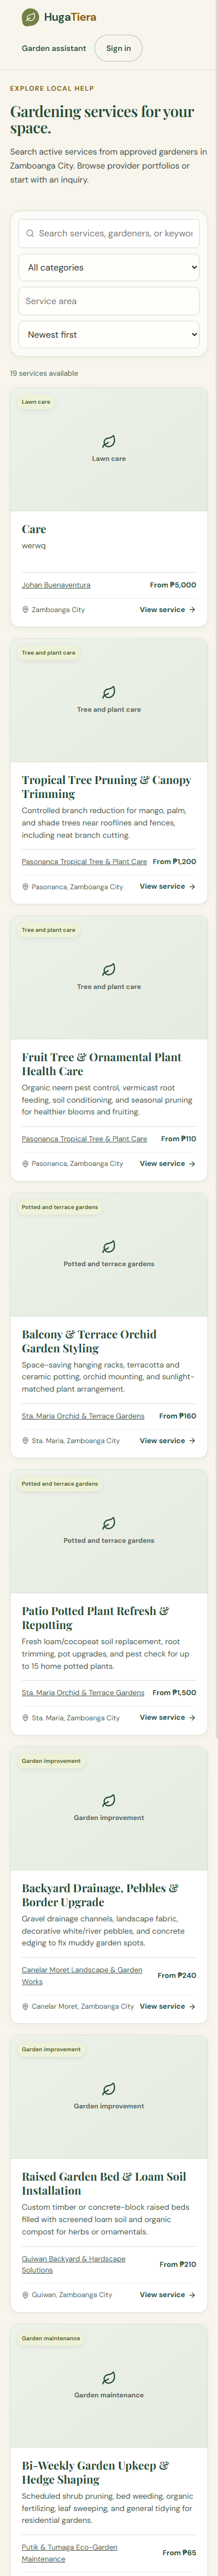 HugaTiera
Garden assistant
Sign in
EXPLORE LOCAL HELP
Gardening services for your
space.
Search active services from approved gardeners in
Zamboanga City. Browse provider portfolios or
start with an inquiry.
Search services, gardeners, or keywor
All categories
Service area
Newest first
19 services available
Lawn care
Lawn care
Care
werwq
Johan Buenaventura From ₱5,000
Zamboanga City View service →
Tree and plant care
Tree and plant care
Tropical Tree Pruning & Canopy
Trimming
Controlled branch reduction for mango, palm,
and shade trees near rooflines and fences,
including neat branch cutting.
Pasonanca Tropical Tree & Plant Care From ₱1,200
Pasonanca, Zamboanga City View service →
Tree and plant care
Tree and plant care
Fruit Tree & Ornamental Plant
Health Care
Organic neem pest control, vermicast root
feeding, soil conditioning, and seasonal pruning
for healthier blooms and fruiting.
Pasonanca Tropical Tree & Plant Care From ₱110
Pasonanca, Zamboanga City View service →
Potted and terrace gardens
Potted and terrace gardens
Balcony & Terrace Orchid
Garden Styling
Space-saving hanging racks, terracotta and
ceramic potting, orchid mounting, and sunlight-
matched plant arrangement.
Sta. Maria Orchid & Terrace Gardens From ₱160
Sta. Maria, Zamboanga City View service →
Potted and terrace gardens
Potted and terrace gardens
Patio Potted Plant Refresh &
Repotting
Fresh loam/cocopeat soil replacement, root
trimming, pot upgrades, and pest check for up
to 15 home potted plants.
Sta. Maria Orchid & Terrace Gardens From ₱1,500
Sta. Maria, Zamboanga City View service →
Garden improvement
Garden improvement
Backyard Drainage, Pebbles &
Border Upgrade
Gravel drainage channels, landscape fabric,
decorative white/river pebbles, and concrete
edging to fix muddy garden spots.
Canelar Moret Landscape & Garden
Works From ₱240
Canelar Moret, Zamboanga City View service →
Garden improvement
Garden improvement
Raised Garden Bed & Loam Soil
Installation
Custom timber or concrete-block raised beds
filled with screened loam soil and organic
compost for herbs or ornamentals.
Guiwan Backyard & Hardscape
Solutions From ₱210
Guiwan, Zamboanga City View service →
Garden maintenance
Garden maintenance
Bi-Weekly Garden Upkeep &
Hedge Shaping
Scheduled shrub pruning, bed weeding, organic
fertilizing, leaf sweeping, and general tidying for
residential gardens.
Putik & Tumaga Eco-Garden
Maintenance From ₱65